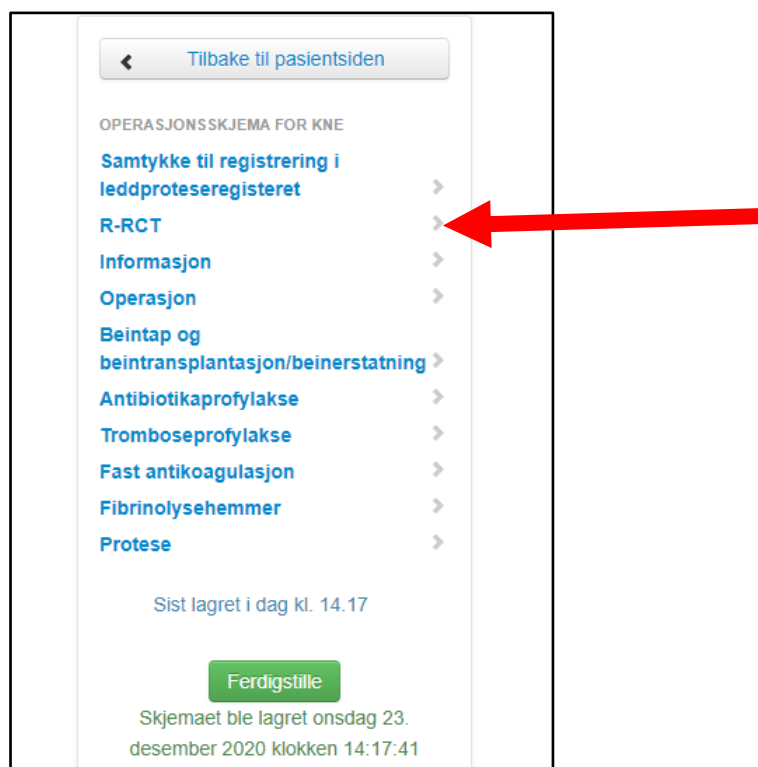 Tilbake til pasientsiden
OPERASJONSSKJEMA FOR KNE
Samtykke til registrering i
leddproteseregisteret
R-RCT
Informasjon
Operasjon
Beintap og
beintransplantasjon/beinerstatning
Antibiotikaprofylakse
Tromboseprofylakse
Fast antikoagulasjon
Fibrinolysehemmer
Protese
Sist lagret i dag kl. 14.17
Ferdigstille
Skjemaet ble lagret onsdag 23.
desember 2020 klokken 14:17:41